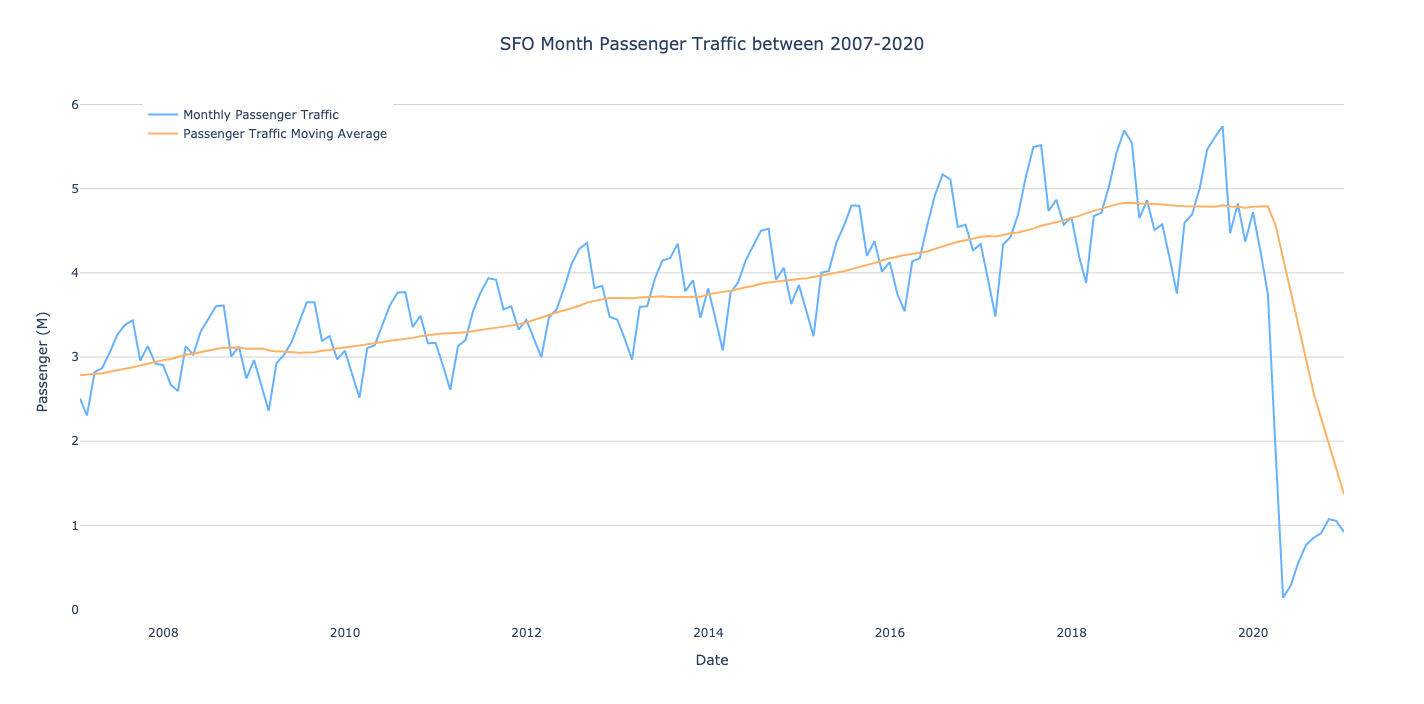 SFO Month Passenger Traffic between 2007-2020
Monthly Passenger Traffic
Passenger Traffic Moving Average
6
5
4
3
2
1
0
Passenger (M)
2008 2010 2012 2014 2016 2018 2020
Date